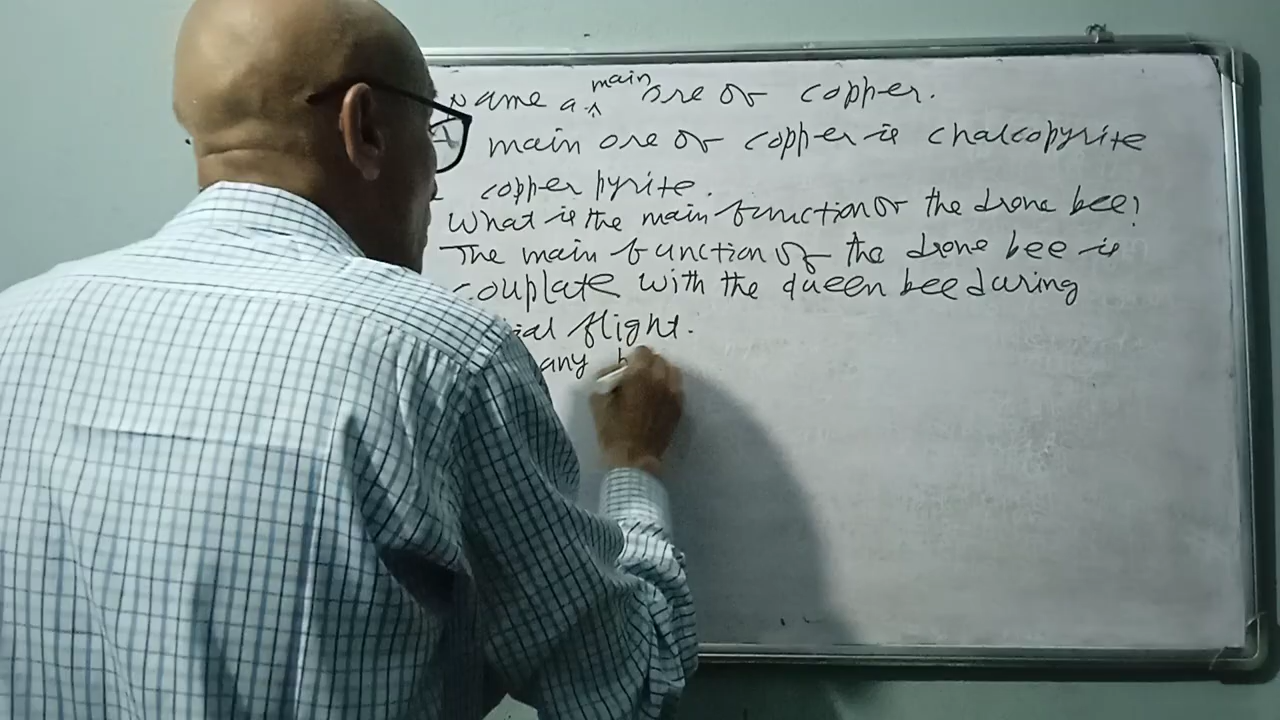 Name a main ore of copper.
main ore of copper is chalcopyrite
copper pyrite.
What is the main function of the drone bee?
The main function of the drone bee is
couplate with the queen bee during
flight.
any